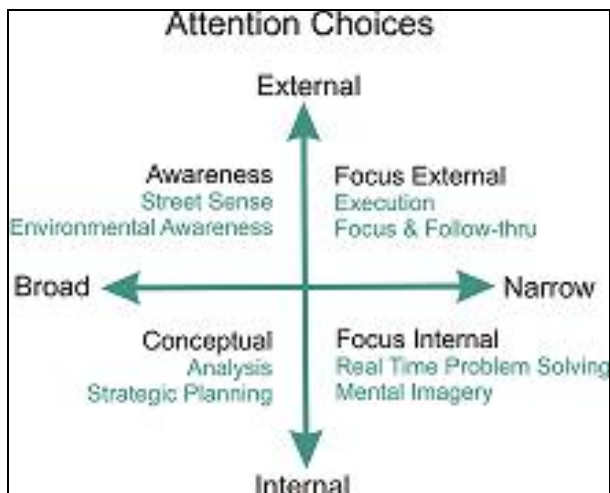 Attention Choices
External
Awareness
Street Sense
Environmental Awareness
Focus External
Execution
Focus & Follow-thru
Broad
Narrow
Conceptual
Analysis
Strategic Planning
Focus Internal
Real Time Problem Solving
Mental Imagery
Internal